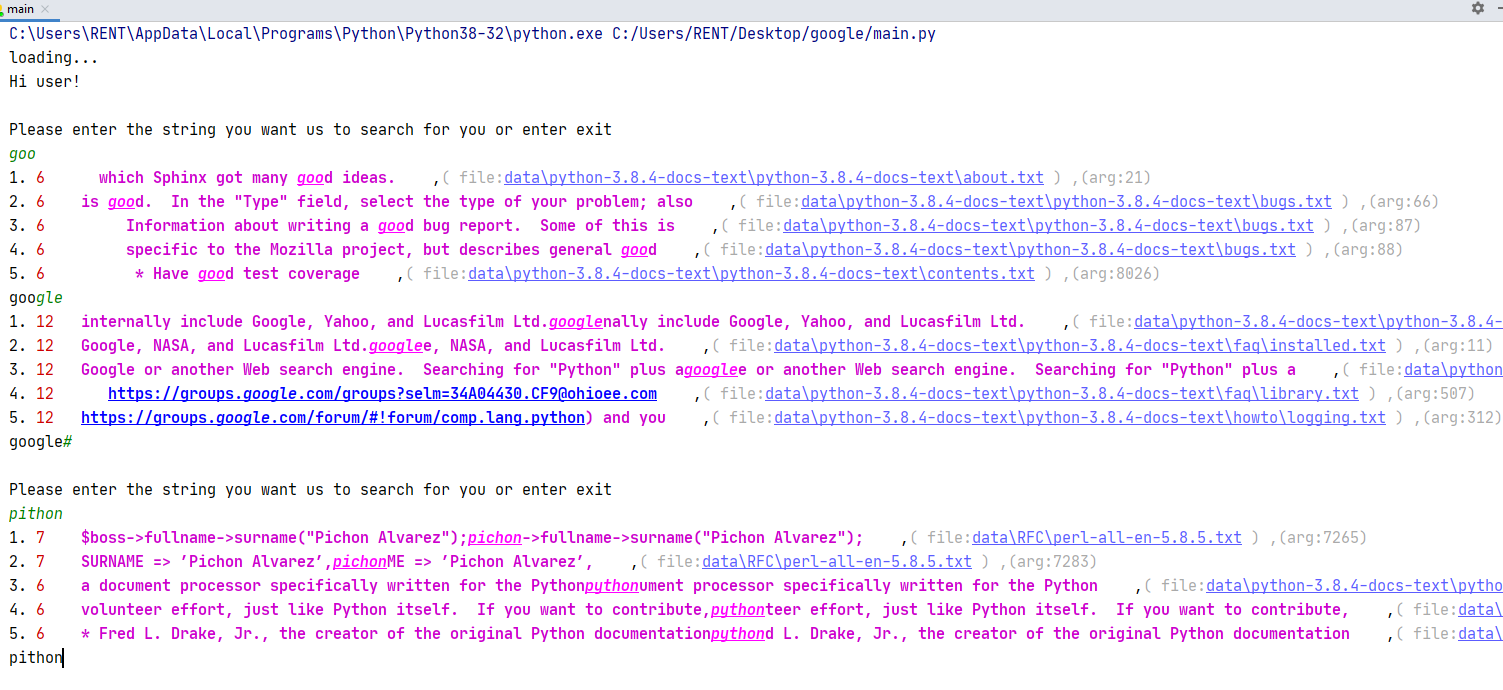 main
C:\Users\RENT\AppData\Local\Programs\Python\Python38-32\python.exe C:/Users/RENT/Desktop/google/main.py
loading...
Hi user!
Please enter the string you want us to search for you or enter exit
goo
1. 6 which Sphinx got many good ideas. ,( file:data\python-3.8.4-docs-text\python-3.8.4-docs-text\about.txt ) ,(arg:21)
2. 6 is good. In the "Type" field, select the type of your problem; also ,( file:data\python-3.8.4-docs-text\python-3.8.4-docs-text\bugs.txt ) ,(arg:66)
3. 6 Information about writing a good bug report. Some of this is ,( file:data\python-3.8.4-docs-text\python-3.8.4-docs-text\bugs.txt ) ,(arg:87)
4. 6 specific to the Mozilla project, but describes general good ,( file:data\python-3.8.4-docs-text\python-3.8.4-docs-text\bugs.txt ) ,(arg:88)
5. 6 * Have good test coverage ,( file:data\python-3.8.4-docs-text\python-3.8.4-docs-text\contents.txt ) ,(arg:8026)
google
1. 12 internally include Google, Yahoo, and Lucasfilm Ltd.googlenally include Google, Yahoo, and Lucasfilm Ltd. ,( file:data\python-3.8.4-docs-text\python-3.8.4-
2. 12 Google, NASA, and Lucasfilm Ltd.googlee, NASA, and Lucasfilm Ltd. ,( file:data\python-3.8.4-docs-text\python-3.8.4-docs-text\faq\installed.txt ) ,(arg:11)
3. 12 Google or another Web search engine. Searching for "Python" plus agooglee or another Web search engine. Searching for "Python" plus a ,( file:data\python
4. 12 https://groups.google.com/groups?selm=34A04430.CF9@ohioee.com ,( file:data\python-3.8.4-docs-text\python-3.8.4-docs-text\faq\library.txt ) ,(arg:507)
5. 12 https://groups.google.com/forum/#!forum/comp.lang.python) and you ,( file:data\python-3.8.4-docs-text\python-3.8.4-docs-text\howto\logging.txt ) ,(arg:312)
google#
Please enter the string you want us to search for you or enter exit
pithon
1. 7 $boss->fullname->surname("Pichon Alvarez");pichon->fullname->surname("Pichon Alvarez"); ,( file:data\RFC\perl-all-en-5.8.5.txt ) ,(arg:7265)
2. 7 SURNAME => ’Pichon Alvarez’,pichonME => ’Pichon Alvarez’, ,( file:data\RFC\perl-all-en-5.8.5.txt ) ,(arg:7283)
3. 6 a document processor specifically written for the Pythonpythonument processor specifically written for the Python ,( file:data\python-3.8.4-docs-text\pytho
4. 6 volunteer effort, just like Python itself. If you want to contribute,pythonteer effort, just like Python itself. If you want to contribute, ,( file:data\
5. 6 * Fred L. Drake, Jr., the creator of the original Python documentationpythond L. Drake, Jr., the creator of the original Python documentation ,( file:data\
pithon